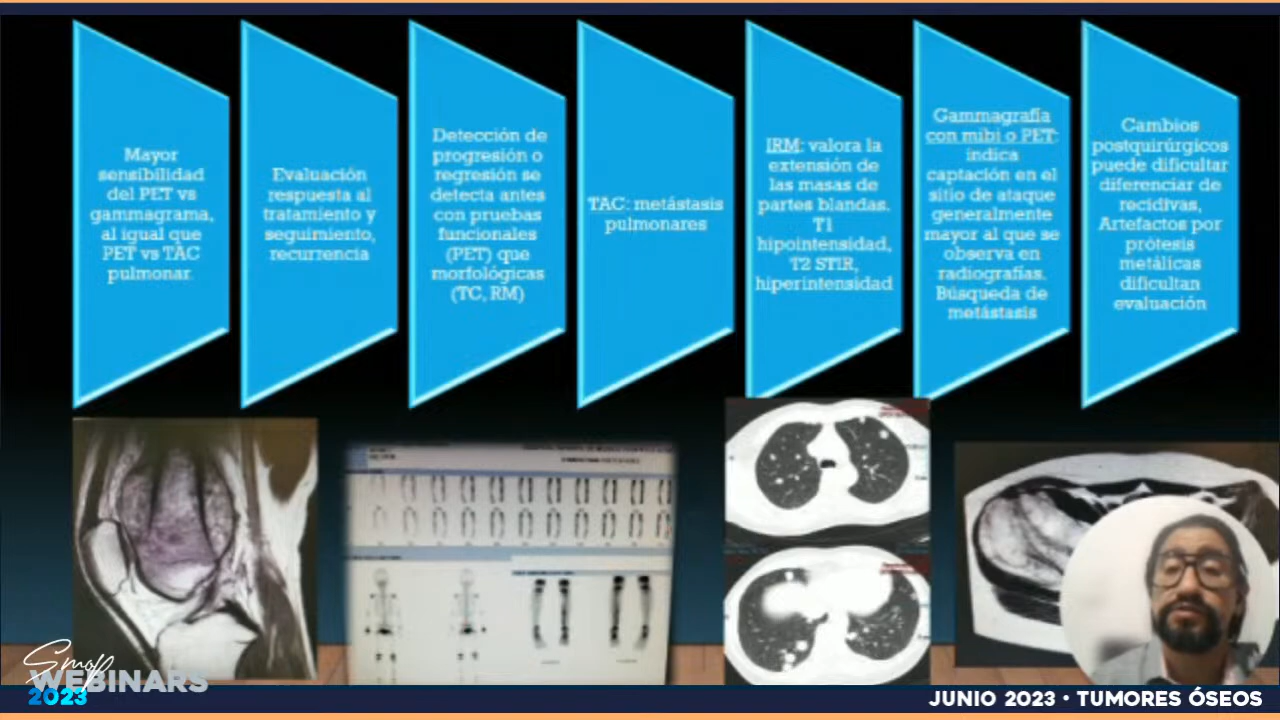 Mayor
sensibilidad
del PET vs
gammagrama,
al igual que
PET vs TAC
pulmonar.
Evaluación
respuesta al
tratamiento y
seguimiento,
recurrencia
Detección de
progresión o
regresión se
detecta antes
con pruebas
funcionales
(PET) que
morfológicas
(TC, RM)
TAC: metástasis
pulmonares
IRM: valora la
extensión de
las masas de
partes blandas.
T1
hipointensidad,
T2 STIR,
hiperintensidad
Gammagrafía
con mibi o PET:
indica
captación en el
sitio de ataque
generalmente
mayor al que se
observa en
radiografías.
Búsqueda de
metástasis
Cambios
postquirúrgicos
puede dificultar
diferenciar de
recidivas,
Artefactos por
prótesis
metálicas
dificultan
evaluación
Smop
WEBINARS
2023
JUNIO 2023 • TUMORES ÓSEOS